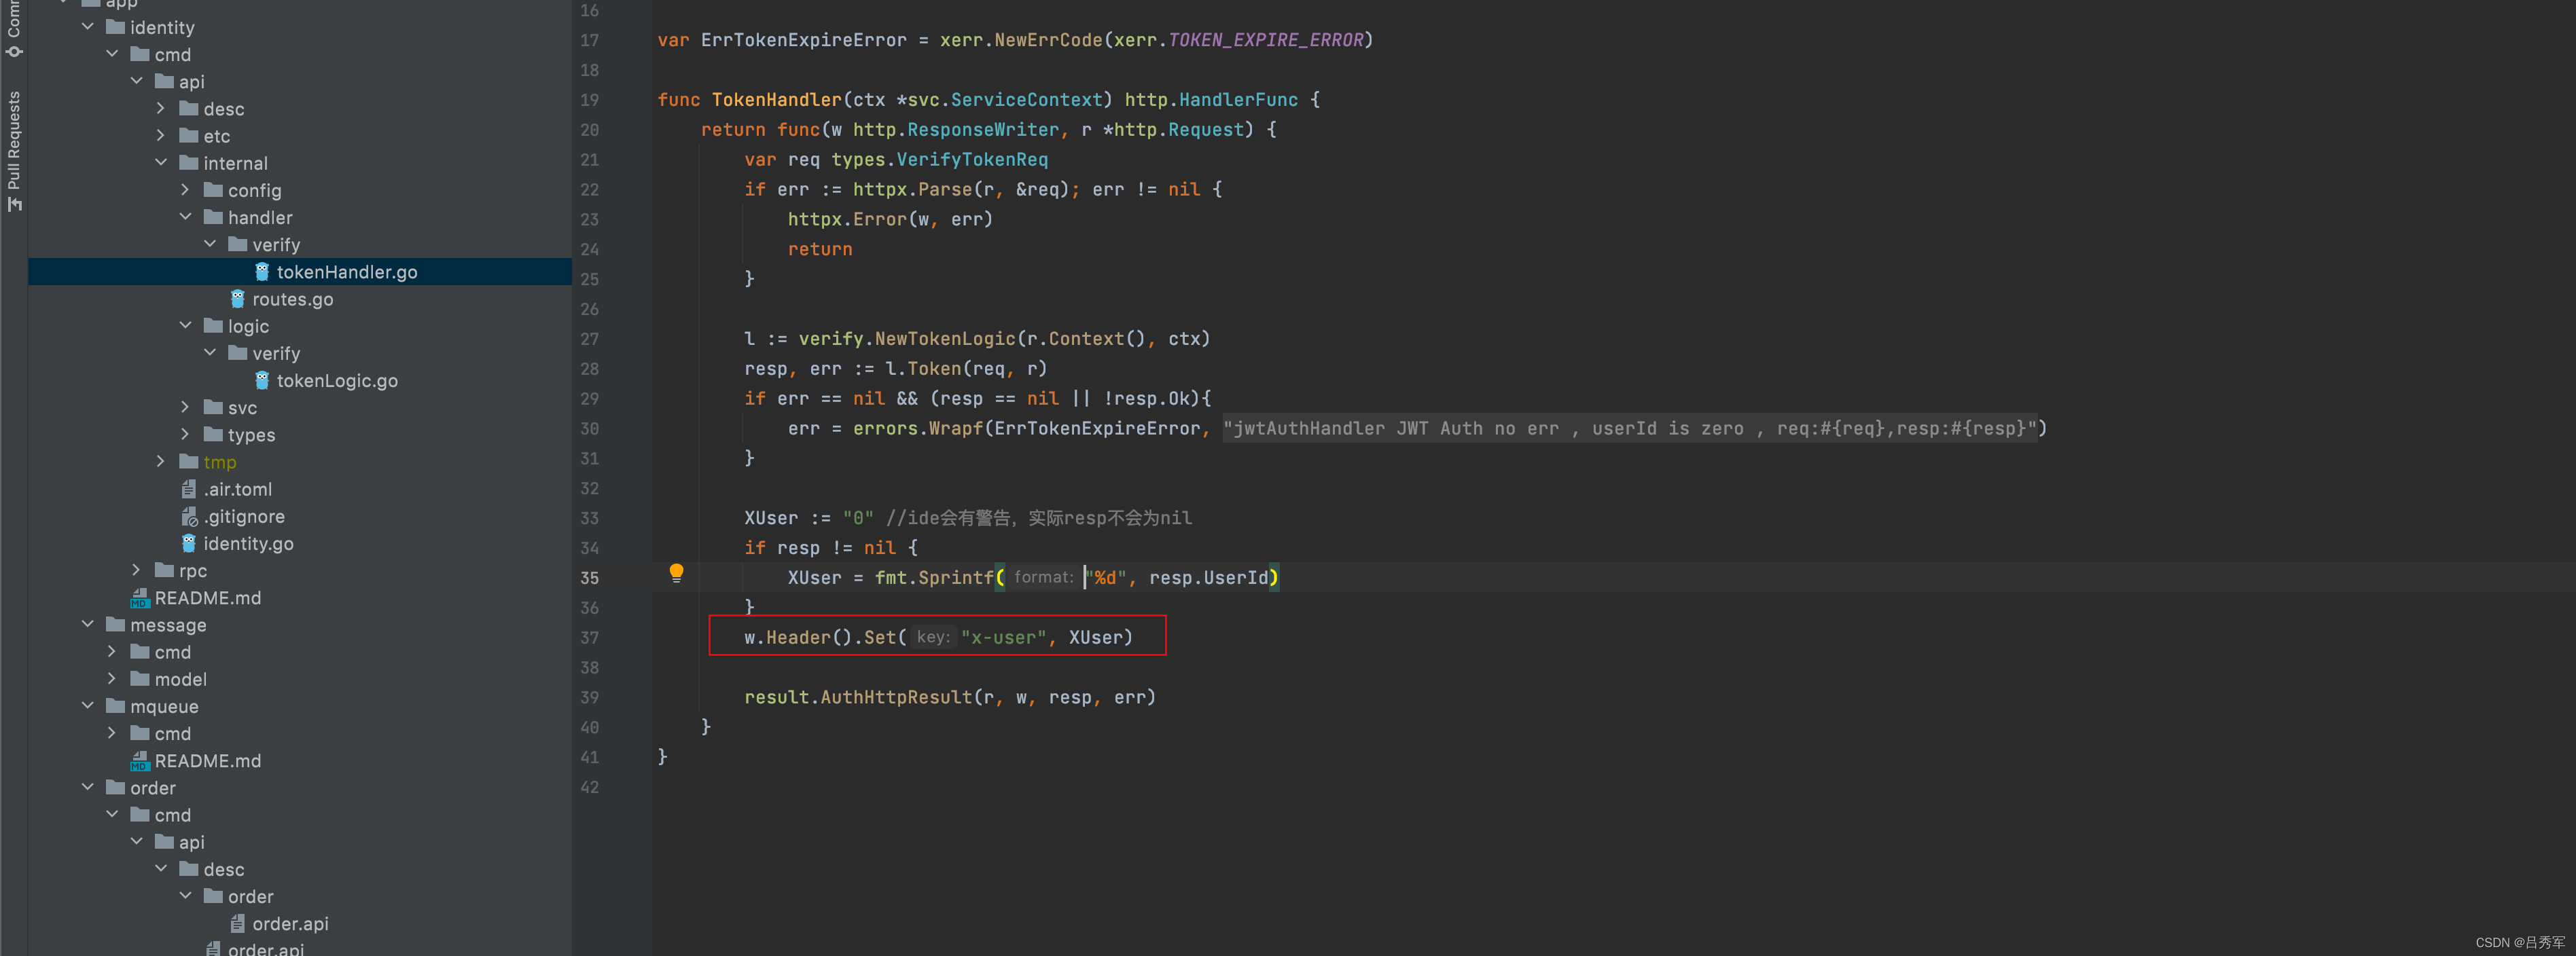 Comm
Pull Requests
app
identity
cmd
api
desc
etc
internal
config
handler
verify
tokenHandler.go
routes.go
logic
verify
tokenLogic.go
svc
types
tmp
.air.toml
.gitignore
identity.go
rpc
README.md
message
cmd
model
mqueue
cmd
README.md
order
cmd
api
desc
order
order.api
order.api
16
17 var ErrTokenExpireError = xerr.NewErrCode(xerr.TOKEN_EXPIRE_ERROR)
18
19 func TokenHandler(ctx *svc.ServiceContext) http.HandlerFunc {
20 return func(w http.ResponseWriter, r *http.Request) {
21 var req types.VerifyTokenReq
22 if err := httpx.Parse(r, &req); err != nil {
23 httpx.Error(w, err)
24 return
25 }
26
27 l := verify.NewTokenLogic(r.Context(), ctx)
28 resp, err := l.Token(req, r)
29 if err == nil && (resp == nil || !resp.Ok){
30 err = errors.Wrapf(ErrTokenExpireError, "jwtAuthHandler JWT Auth no err , userId is zero , req:#{req},resp:#{resp}")
31 }
32
33 XUser := "0" //ide会有警告，实际resp不会为nil
34 if resp != nil {
35 XUser = fmt.Sprintf( format: "%d", resp.UserId)
36 }
37 w.Header().Set( key: "x-user", XUser)
38
39 result.AuthHttpResult(r, w, resp, err)
40 }
41 }
42
CSDN @吕秀军